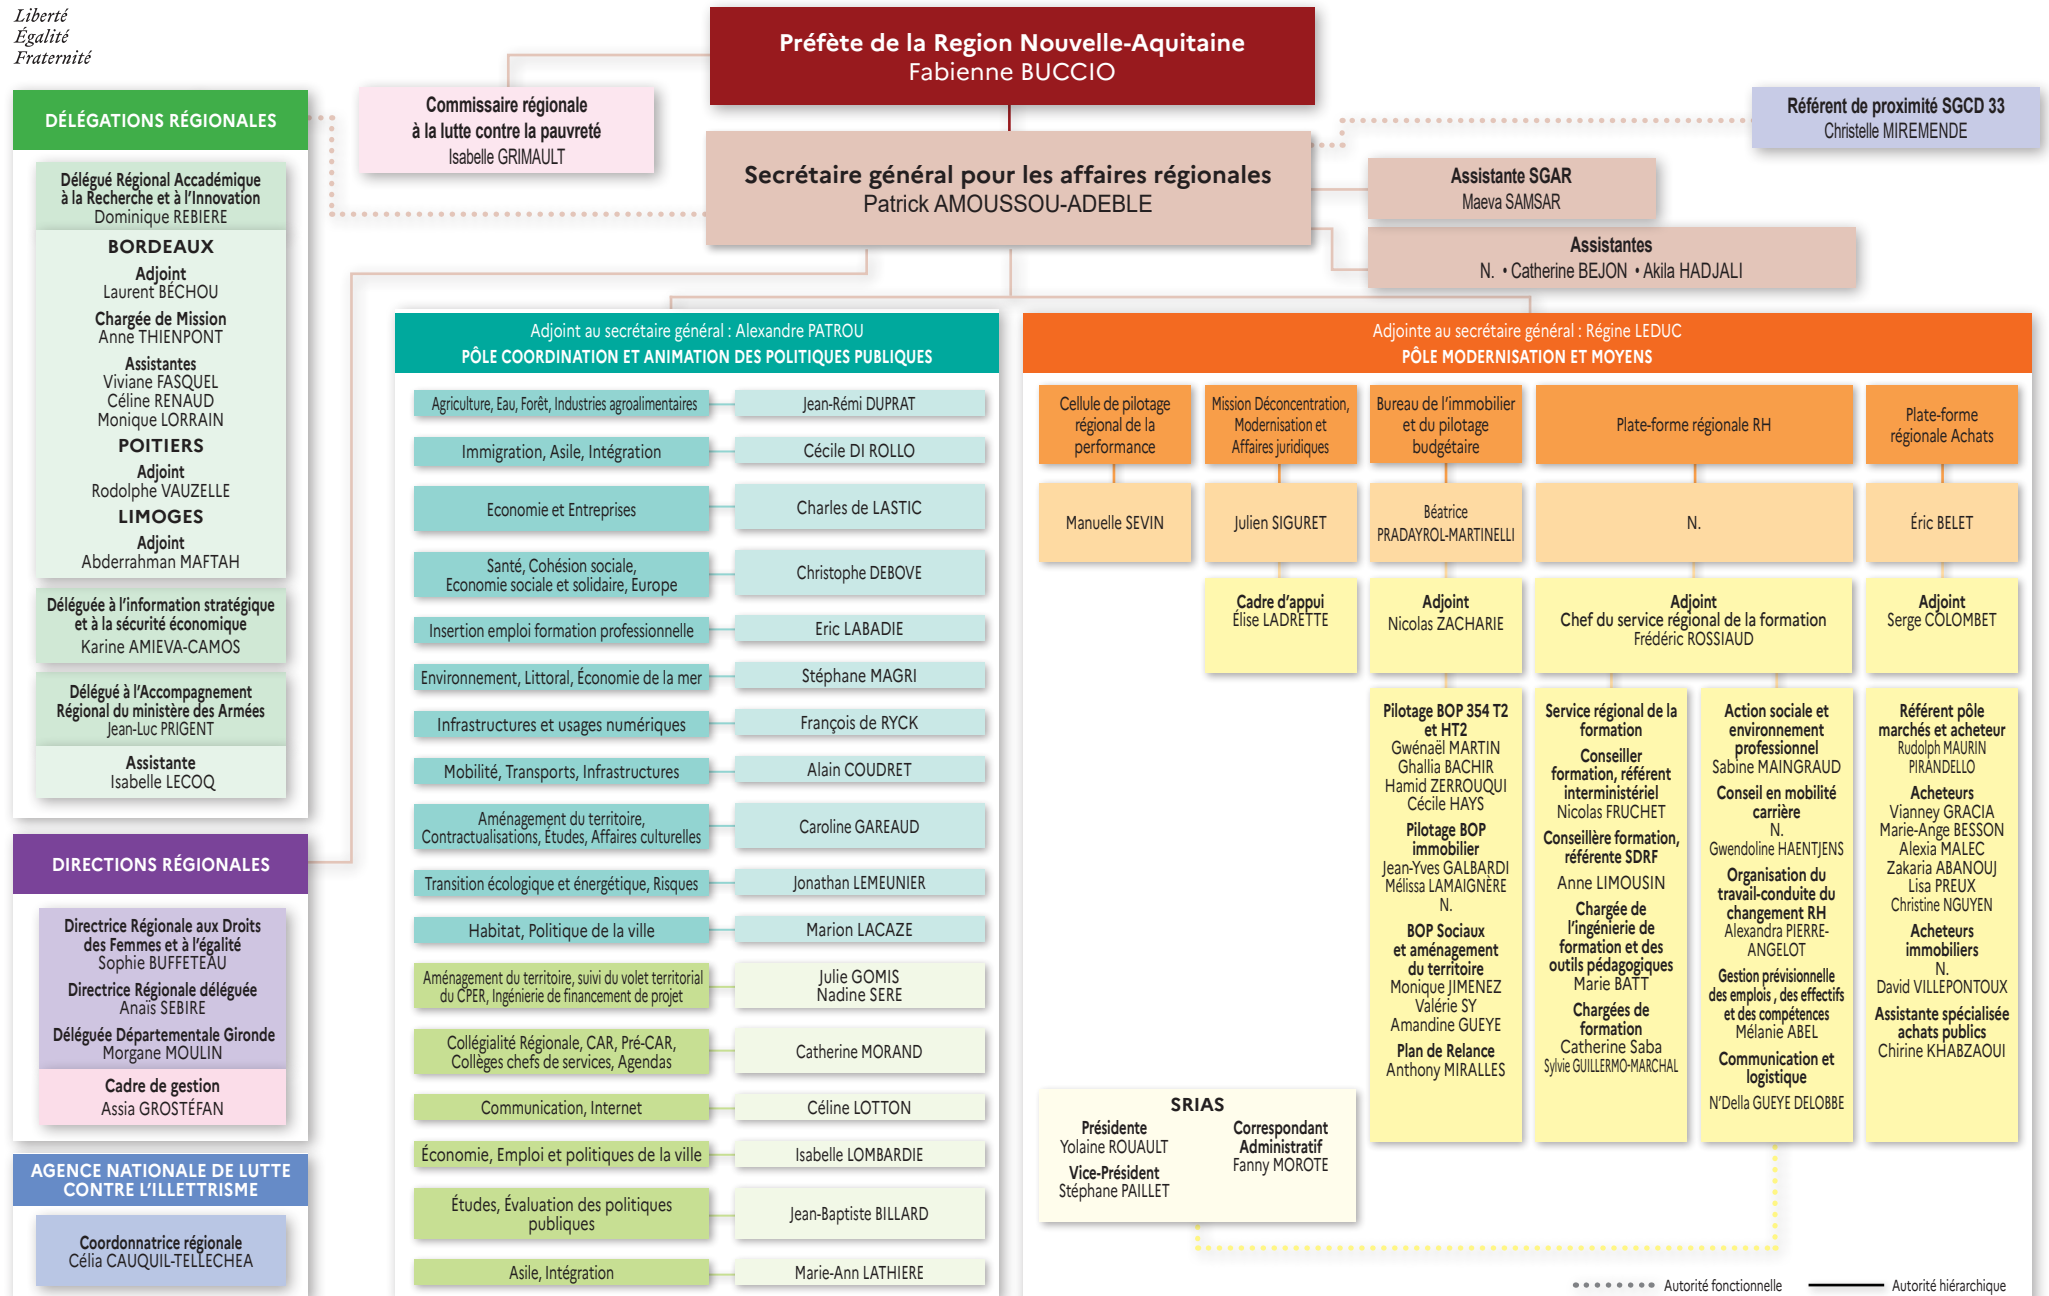 Liberté
Égalité
Fraternité
Préfète de la Region Nouvelle-Aquitaine
Fabienne BUCCIO
Commissaire régionale
à la lutte contre la pauvreté
Isabelle GRIMAULT
Référent de proximité SGCD 33
Christelle MIREMENDE
Secrétaire général pour les affaires régionales
Patrick AMOUSSOU-ADEBLE
Assistante SGAR
Maeva SAMSAR
Assistantes
N. • Catherine BEJON • Akila HADJALI
DÉLÉGATIONS RÉGIONALES
Délégué Régional Accadémique
à la Recherche et à l'Innovation
Dominique REBIERE
BORDEAUX
Adjoint
Laurent BÉCHOU
Chargée de Mission
Anne THIENPONT
Assistantes
Viviane FASQUEL
Céline RENAUD
Monique LORRAIN
POITIERS
Adjoint
Rodolphe VAUZELLE
LIMOGES
Adjoint
Abderrahman MAFTAH
Déléguée à l'information stratégique
et à la sécurité économique
Karine AMIEVA-CAMOS
Délégué à l'Accompagnement
Régional du ministère des Armées
Jean-Luc PRIGENT
Assistante
Isabelle LECOQ
DIRECTIONS RÉGIONALES
Directrice Régionale aux Droits
des Femmes et à l'égalité
Sophie BUFFETEAU
Directrice Régionale déléguée
Anaïs SEBIRE
Déléguée Départementale Gironde
Morgane MOULIN
Cadre de gestion
Assia GROSTÉFAN
AGENCE NATIONALE DE LUTTE
CONTRE L'ILLETTRISME
Coordonnatrice régionale
Célia CAUQUIL-TELLECHEA
Adjoint au secrétaire général : Alexandre PATROU
PÔLE COORDINATION ET ANIMATION DES POLITIQUES PUBLIQUES
Agriculture, Eau, Forêt, Industries agroalimentaires
Jean-Rémi DUPRAT
Immigration, Asile, Intégration
Cécile DI ROLLO
Economie et Entreprises
Charles de LASTIC
Santé, Cohésion sociale,
Economie sociale et solidaire, Europe
Christophe DEBOVE
Insertion emploi formation professionnelle
Eric LABADIE
Environnement, Littoral, Économie de la mer
Stéphane MAGRI
Infrastructures et usages numériques
François de RYCK
Mobilité, Transports, Infrastructures
Alain COUDRET
Aménagement du territoire,
Contractualisations, Études, Affaires culturelles
Caroline GAREAUD
Transition écologique et énergétique, Risques
Jonathan LEMEUNIER
Habitat, Politique de la ville
Marion LACAZE
Aménagement du territoire, suivi du volet territorial
du CPER, Ingénierie de financement de projet
Julie GOMIS
Nadine SERE
Collégialité Régionale, CAR, Pré-CAR,
Collèges chefs de services, Agendas
Catherine MORAND
Communication, Internet
Céline LOTTON
Économie, Emploi et politiques de la ville
Isabelle LOMBARDIE
Études, Évaluation des politiques
publiques
Jean-Baptiste BILLARD
Asile, Intégration
Marie-Ann LATHIERE
Adjointe au secrétaire général : Régine LEDUC
PÔLE MODERNISATION ET MOYENS
Cellule de pilotage
régional de la
performance
Manuelle SEVIN
Mission Déconcentration,
Modernisation et
Affaires juridiques
Julien SIGURET
Cadre d'appui
Élise LADRETTE
Bureau de l'immobilier
et du pilotage
budgétaire
Béatrice
PRADAYROL-MARTINELLI
Adjoint
Nicolas ZACHARIE
Pilotage BOP 354 T2
et HT2
Gwénaël MARTIN
Ghallia BACHIR
Hamid ZERROUQUI
Cécile HAYS
Pilotage BOP
immobilier
Jean-Yves GALBARDI
Mélissa LAMAIGNÈRE
N.
BOP Sociaux
et aménagement
du territoire
Monique JIMENEZ
Valérie SY
Amandine GUEYE
Plan de Relance
Anthony MIRALLES
Plate-forme régionale RH
N.
Adjoint
Chef du service régional de la formation
Frédéric ROSSIAUD
Service régional de la
formation
Conseiller
formation, référent
interministériel
Nicolas FRUCHET
Conseillère formation,
référente SDRF
Anne LIMOUSIN
Chargée de
l'ingénierie de
formation et des
outils pédagogiques
Marie BATT
Chargées de
formation
Catherine Saba
Sylvie GUILLERMO-MARCHAL
Action sociale et
environnement
professionnel
Sabine MAINGRAUD
Conseil en mobilité
carrière
N.
Gwendoline HAENTJENS
Organisation du
travail-conduite du
changement RH
Alexandra PIERRE-
ANGELOT
Gestion prévisionnelle
des emplois , des effectifs
et des compétences
Mélanie ABEL
Communication et
logistique
N'Della GUEYE DELOBBE
Plate-forme
régionale Achats
Éric BELET
Adjoint
Serge COLOMBET
Référent pôle
marchés et acheteur
Rudolph MAURIN
PIRANDELLO
Acheteurs
Vianney GRACIA
Marie-Ange BESSON
Alexia MALEC
Zakaria ABANOUJ
Lisa PREUX
Christine NGUYEN
Acheteurs
immobiliers
N.
David VILLEPONTOUX
Assistante spécialisée
achats publics
Chirine KHABZAOUI
SRIAS
Présidente
Yolaine ROUAULT
Vice-Président
Stéphane PAILLET
Correspondant
Administratif
Fanny MOROTE
Autorité fonctionnelle
Autorité hiérarchique